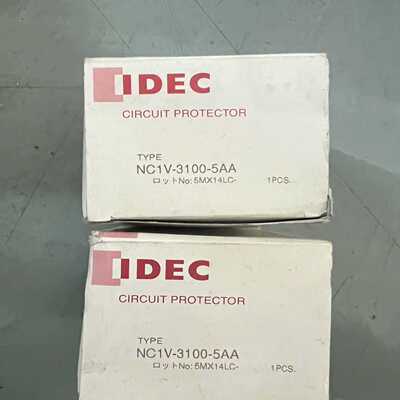 IDEC
CIRCUIT PROTECTOR
TYPE
NC1V-3100-5AA
ロットNo: 5MX14LC-
1PCS.
IDEC
CIRCUIT PROTECTOR
TYPE
NC1V-3100-5AA
ロットNo: 5MX14LC-
1PCS.